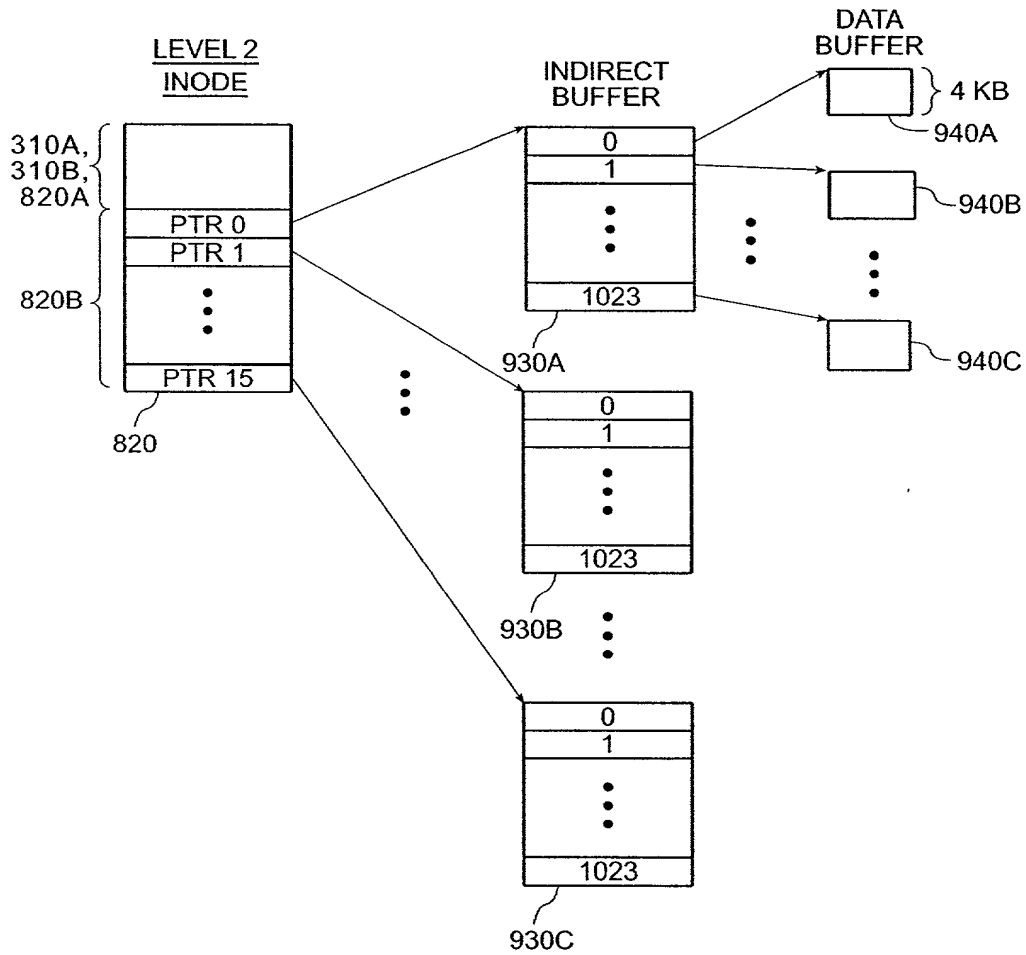 LEVEL 2
INODE
310A,
310B,
820A
PTR 0
PTR 1
820B
PTR 15
820
INDIRECT
BUFFER
0
1
1023
930A
0
1
1023
930B
0
1
1023
930C
DATA
BUFFER
4 KB
940A
940B
940C